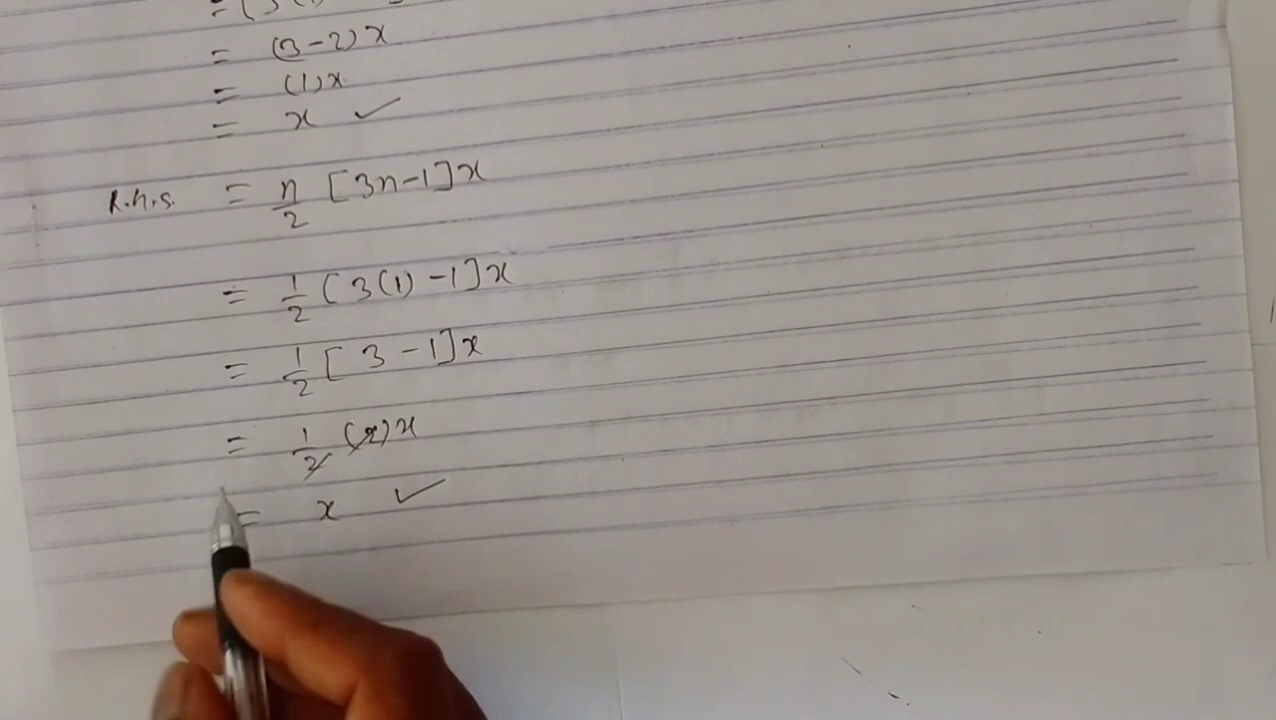 = (3-2)x
= (1)x
= x ✓
R.h.s. = n/2 [3n-1]x
= 1/2 [3(1)-1]x
= 1/2 [3-1]x
= 1/2 (2)x
= x ✓